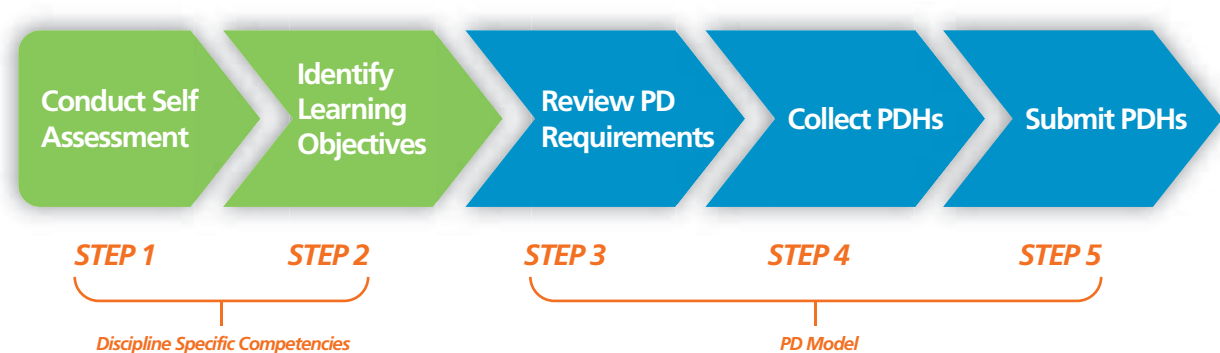 Conduct Self
Assessment
Identify
Learning
Objectives
Review PD
Requirements
Collect PDHs
Submit PDHs
STEP 1
STEP 2
STEP 3
STEP 4
STEP 5
Discipline Specific Competencies
PD Model